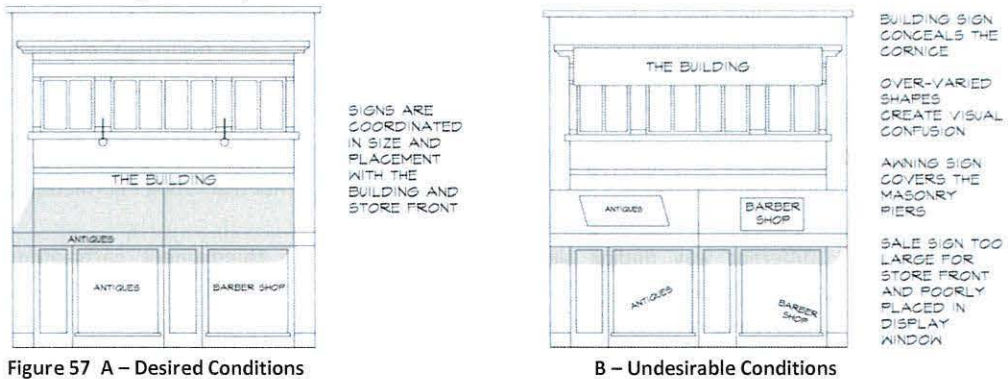 THE BUILDING
ANTIQUES
ANTIQUES
BARBER SHOP
SIGNS ARE
COORDINATED
IN SIZE AND
PLACEMENT
WITH THE
BUILDING AND
STORE FRONT
Figure 57 A – Desired Conditions
THE BUILDING
ANTIQUES
BARBER
SHOP
ANTIQUES
BARBER
SHOP
BUILDING SIGN
CONCEALS THE
CORNICE
OVER-VARIED
SHAPES
CREATE VISUAL
CONFUSION
AWNING SIGN
COVERS THE
MASONRY
PIERS
SALE SIGN TOO
LARGE FOR
STORE FRONT
AND POORLY
PLACED IN
DISPLAY
WINDOW
B – Undesirable Conditions